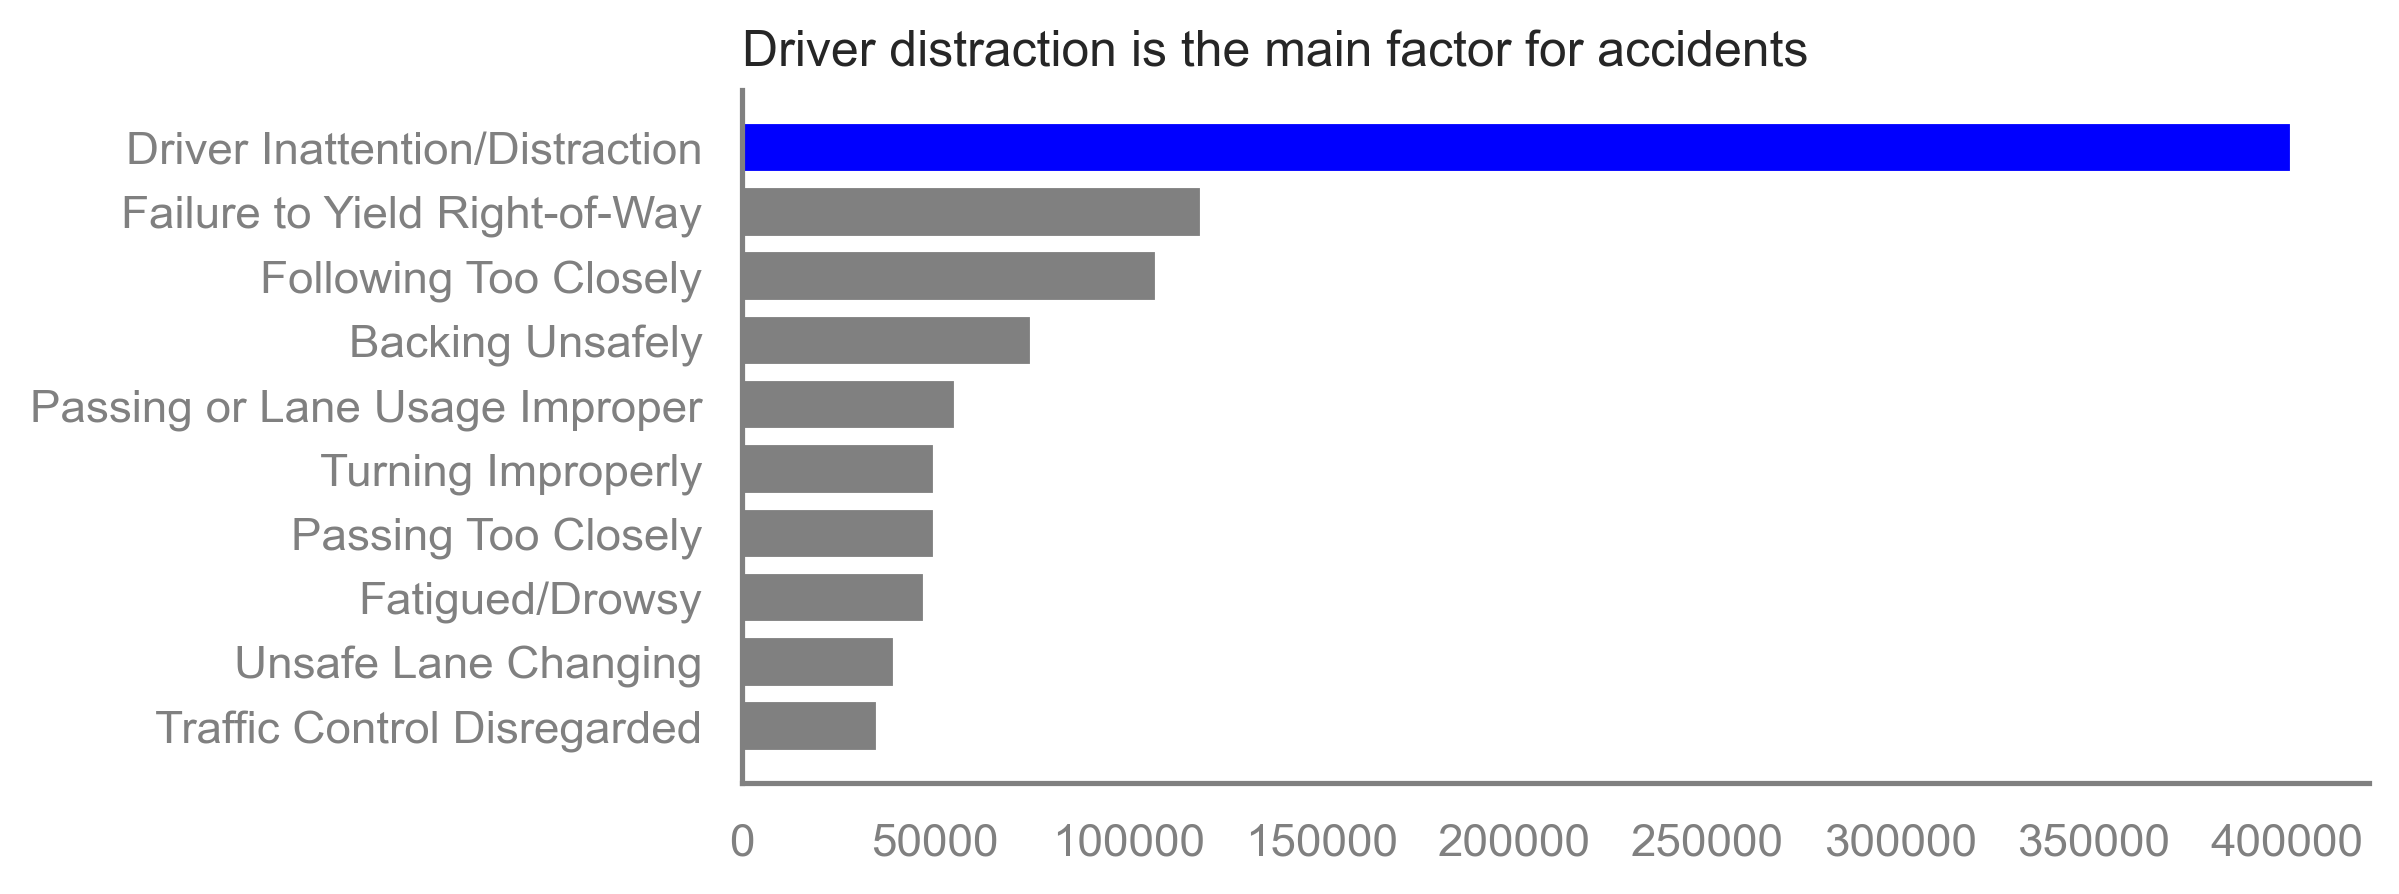 Driver distraction is the main factor for accidents
Driver Inattention/Distraction
Failure to Yield Right-of-Way
Following Too Closely
Backing Unsafely
Passing or Lane Usage Improper
Turning Improperly
Passing Too Closely
Fatigued/Drowsy
Unsafe Lane Changing
Traffic Control Disregarded
0 50000 100000 150000 200000 250000 300000 350000 400000